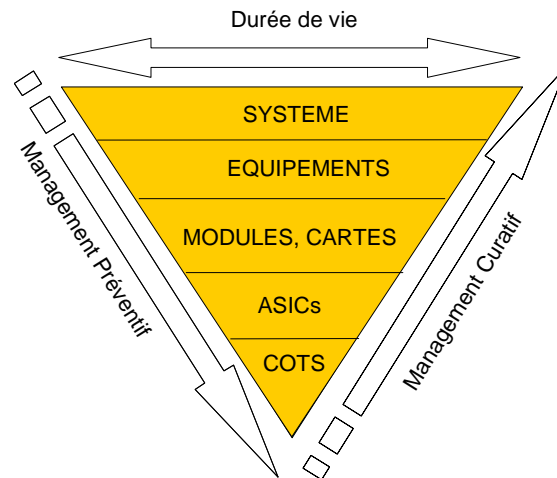 Durée de vie
SYSTEME
EQUIPEMENTS
MODULES, CARTES
ASICs
COTS
Management Préventif
Management Curatif